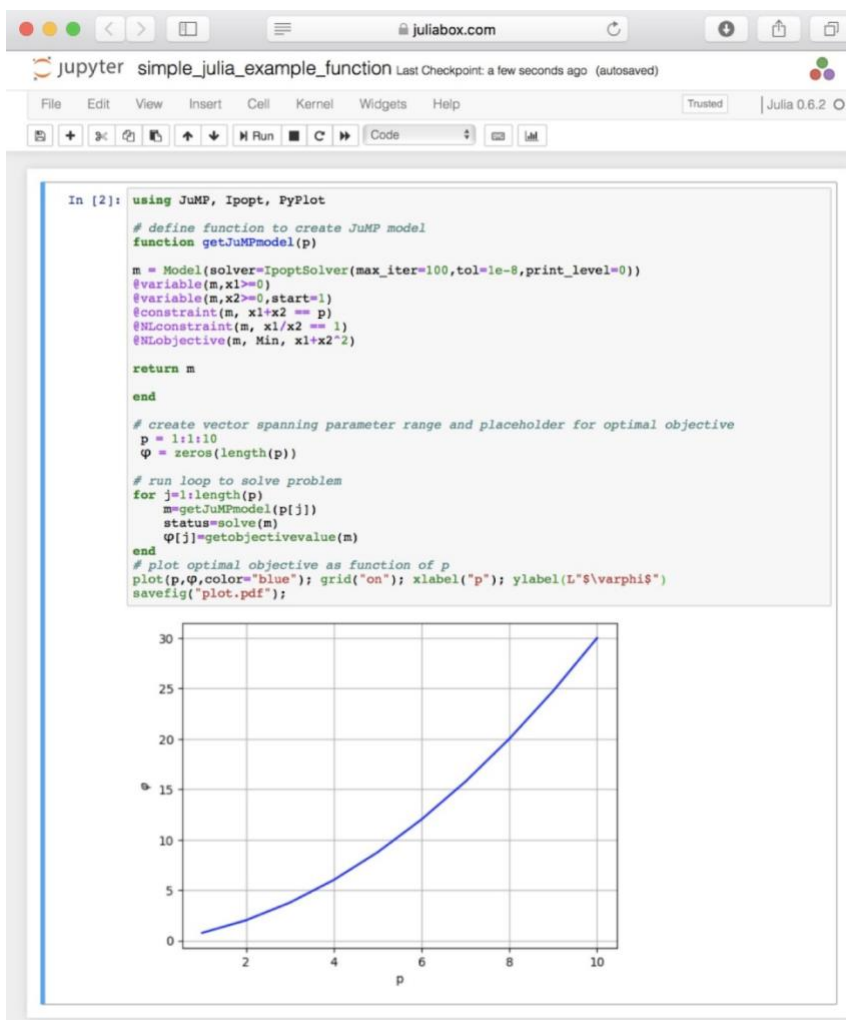 juliabox.com
jupyter simple_julia_example_function Last Checkpoint: a few seconds ago (autosaved)
File Edit View Insert Cell Kernel Widgets Help Trusted Julia 0.6.2
Run Code
In [2]: using JuMP, Ipopt, PyPlot
# define function to create JuMP model
function getJuMPmodel(p)
m = Model(solver=IpoptSolver(max_iter=100,tol=1e-8,print_level=0))
@variable(m,x1>=0)
@variable(m,x2>=0,start=1)
@constraint(m, x1+x2 == p)
@NLconstraint(m, x1/x2 == 1)
@NLobjective(m, Min, x1+x2^2)
return m
end
# create vector spanning parameter range and placeholder for optimal objective
p = 1:1:10
φ = zeros(length(p))
# run loop to solve problem
for j=1:length(p)
m=getJuMPmodel(p[j])
status=solve(m)
φ[j]=getobjectivevalue(m)
end
# plot optimal objective as function of p
plot(p,φ,color="blue"); grid("on"); xlabel("p"); ylabel(L"$\varphi$")
savefig("plot.pdf");
30
25
20
φ 15
10
5
0
2 4 6 8 10
p